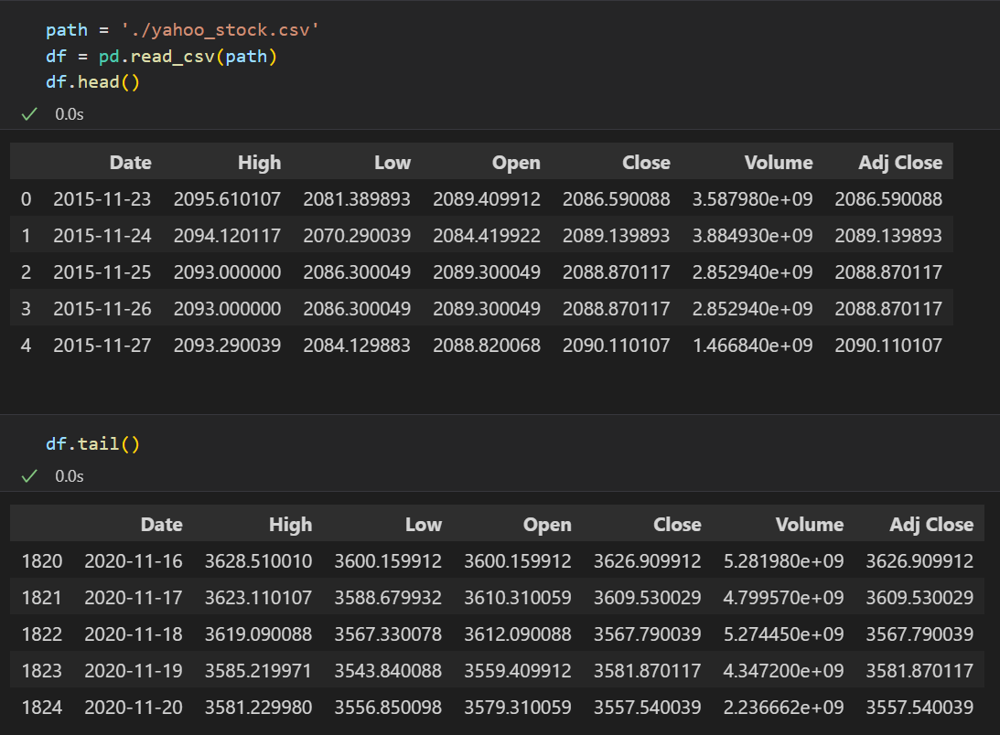 path = './yahoo_stock.csv'
df = pd.read_csv(path)
df.head()
0.0s
Date High Low Open Close Volume Adj Close
0 2015-11-23 2095.610107 2081.389893 2089.409912 2086.590088 3.587980e+09 2086.590088
1 2015-11-24 2094.120117 2070.290039 2084.419922 2089.139893 3.884930e+09 2089.139893
2 2015-11-25 2093.000000 2086.300049 2089.300049 2088.870117 2.852940e+09 2088.870117
3 2015-11-26 2093.000000 2086.300049 2089.300049 2088.870117 2.852940e+09 2088.870117
4 2015-11-27 2093.290039 2084.129883 2088.820068 2090.110107 1.466840e+09 2090.110107
df.tail()
0.0s
Date High Low Open Close Volume Adj Close
1820 2020-11-16 3628.510010 3600.159912 3600.159912 3626.909912 5.281980e+09 3626.909912
1821 2020-11-17 3623.110107 3588.679932 3610.310059 3609.530029 4.799570e+09 3609.530029
1822 2020-11-18 3619.090088 3567.330078 3612.090088 3567.790039 5.274450e+09 3567.790039
1823 2020-11-19 3585.219971 3543.840088 3559.409912 3581.870117 4.347200e+09 3581.870117
1824 2020-11-20 3581.229980 3556.850098 3579.310059 3557.540039 2.236662e+09 3557.540039